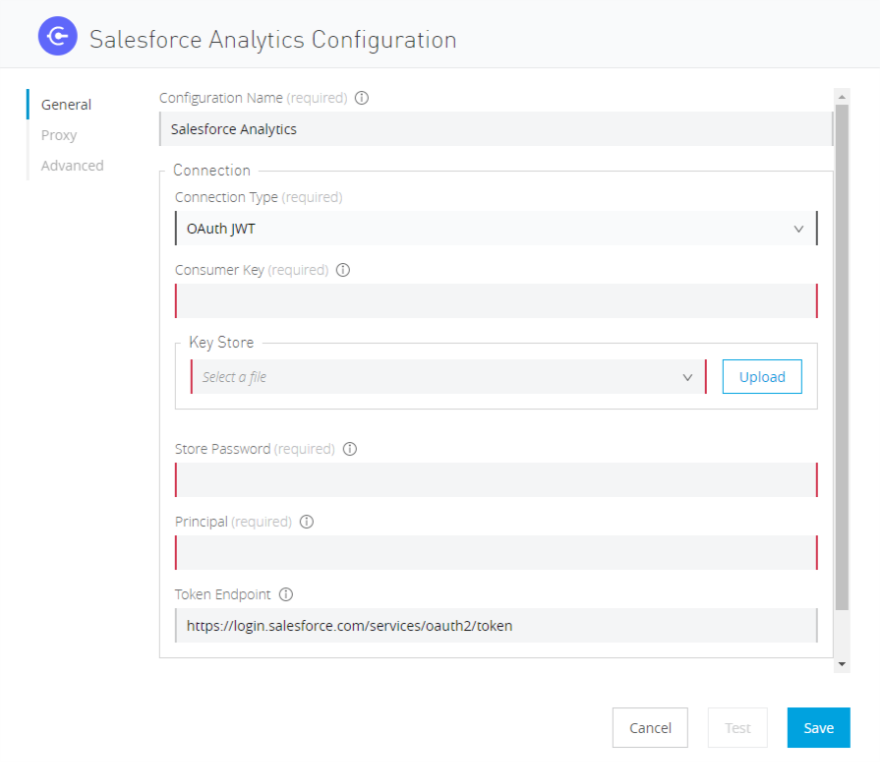 Salesforce Analytics Configuration
General
Proxy
Advanced
Configuration Name (required)
Salesforce Analytics
Connection
Connection Type (required)
OAuth JWT
Consumer Key (required)
Key Store
Select a file
Upload
Store Password (required)
Principal (required)
Token Endpoint
https://login.salesforce.com/services/oauth2/token
Cancel
Test
Save